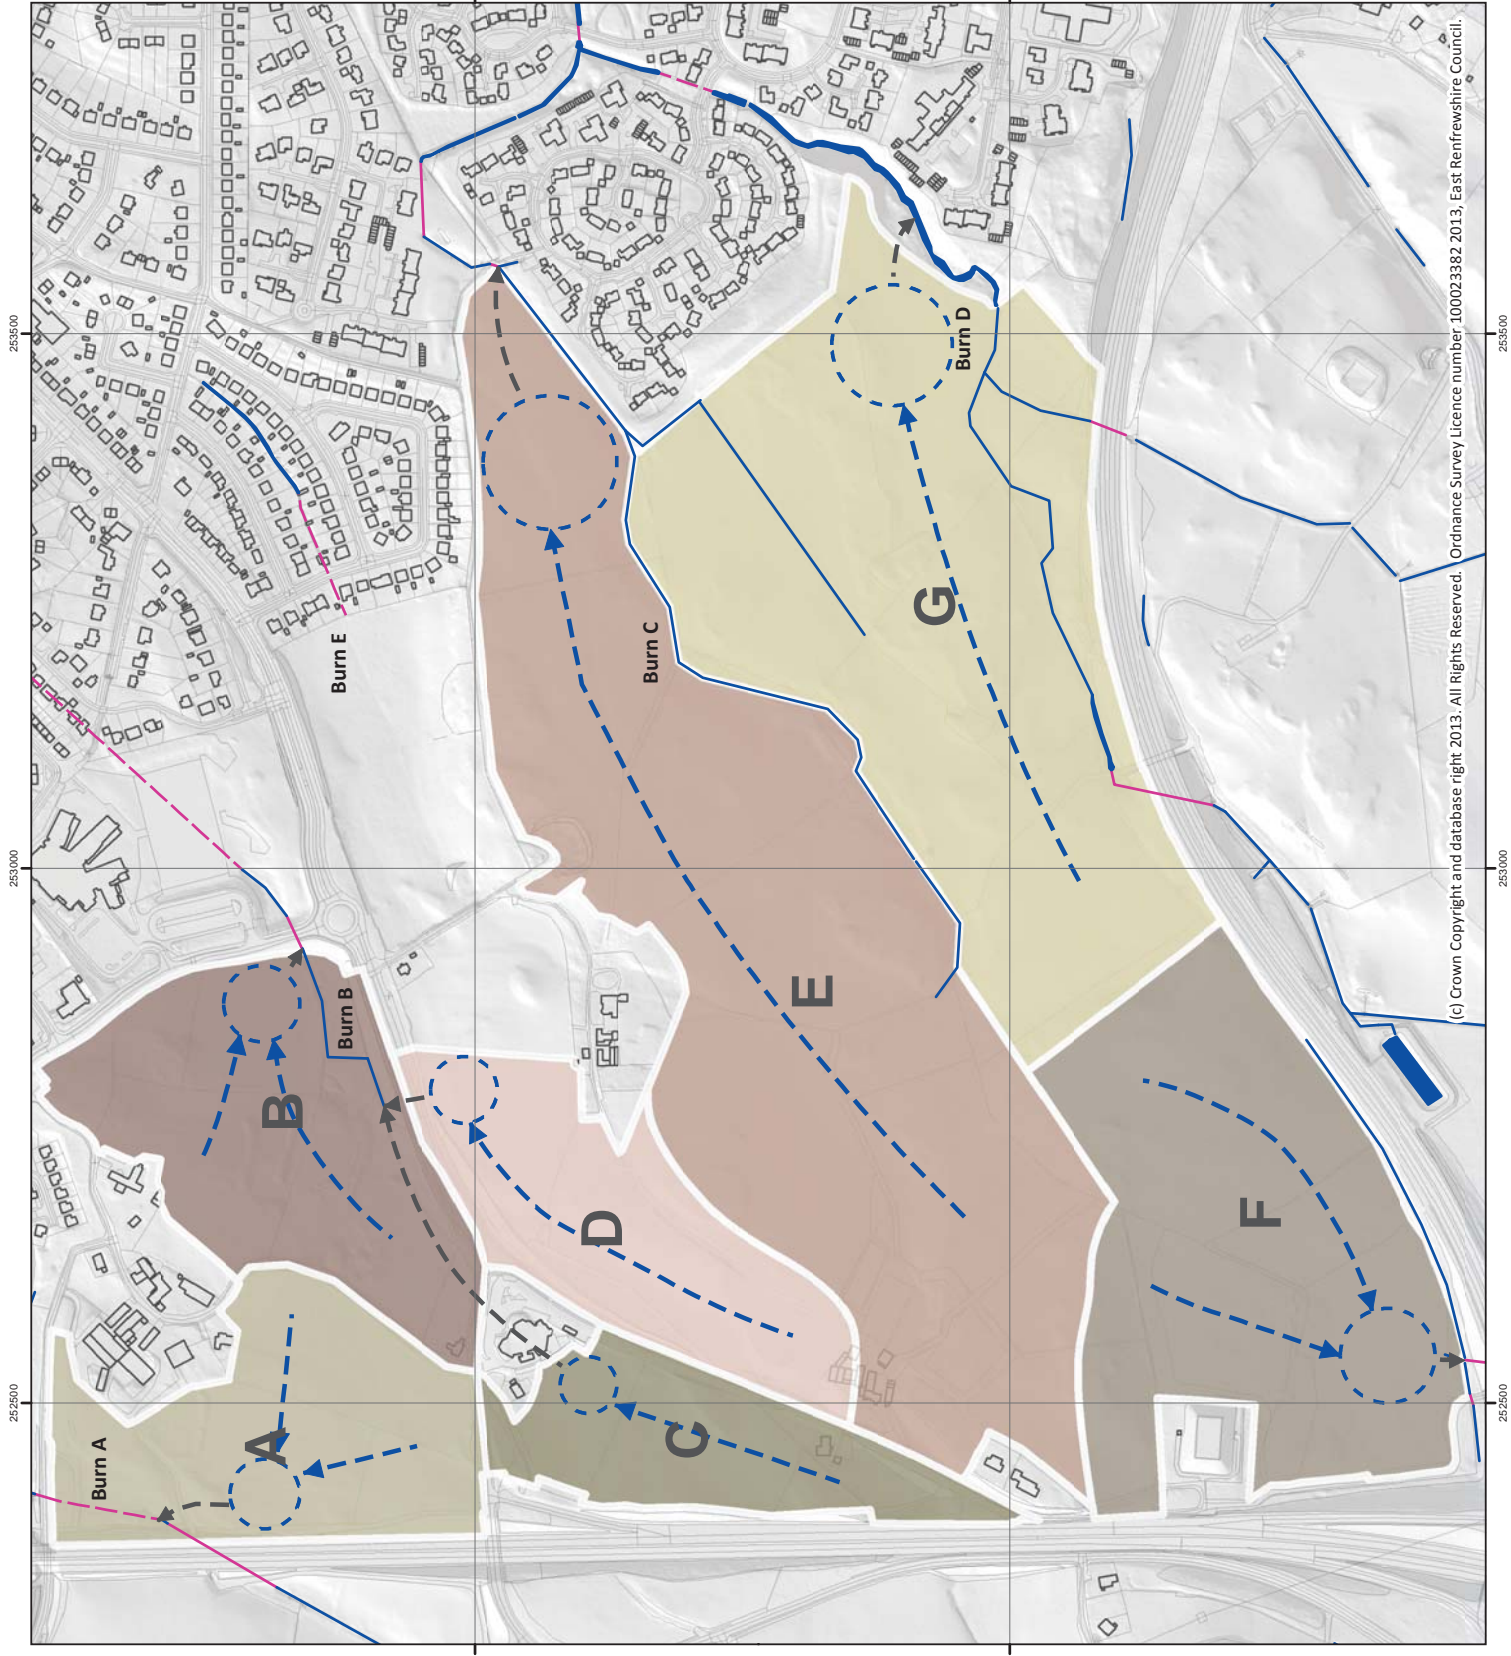 253500
253000
252500
Burn A
Burn B
Burn C
Burn D
Burn E
A
B
C
D
E
F
G
253500
253000
252500
(c) Crown Copyright and database right 2013. All Rights Reserved. Ordnance Survey Licence number 100023382 2013, East Renfrewshire Council.